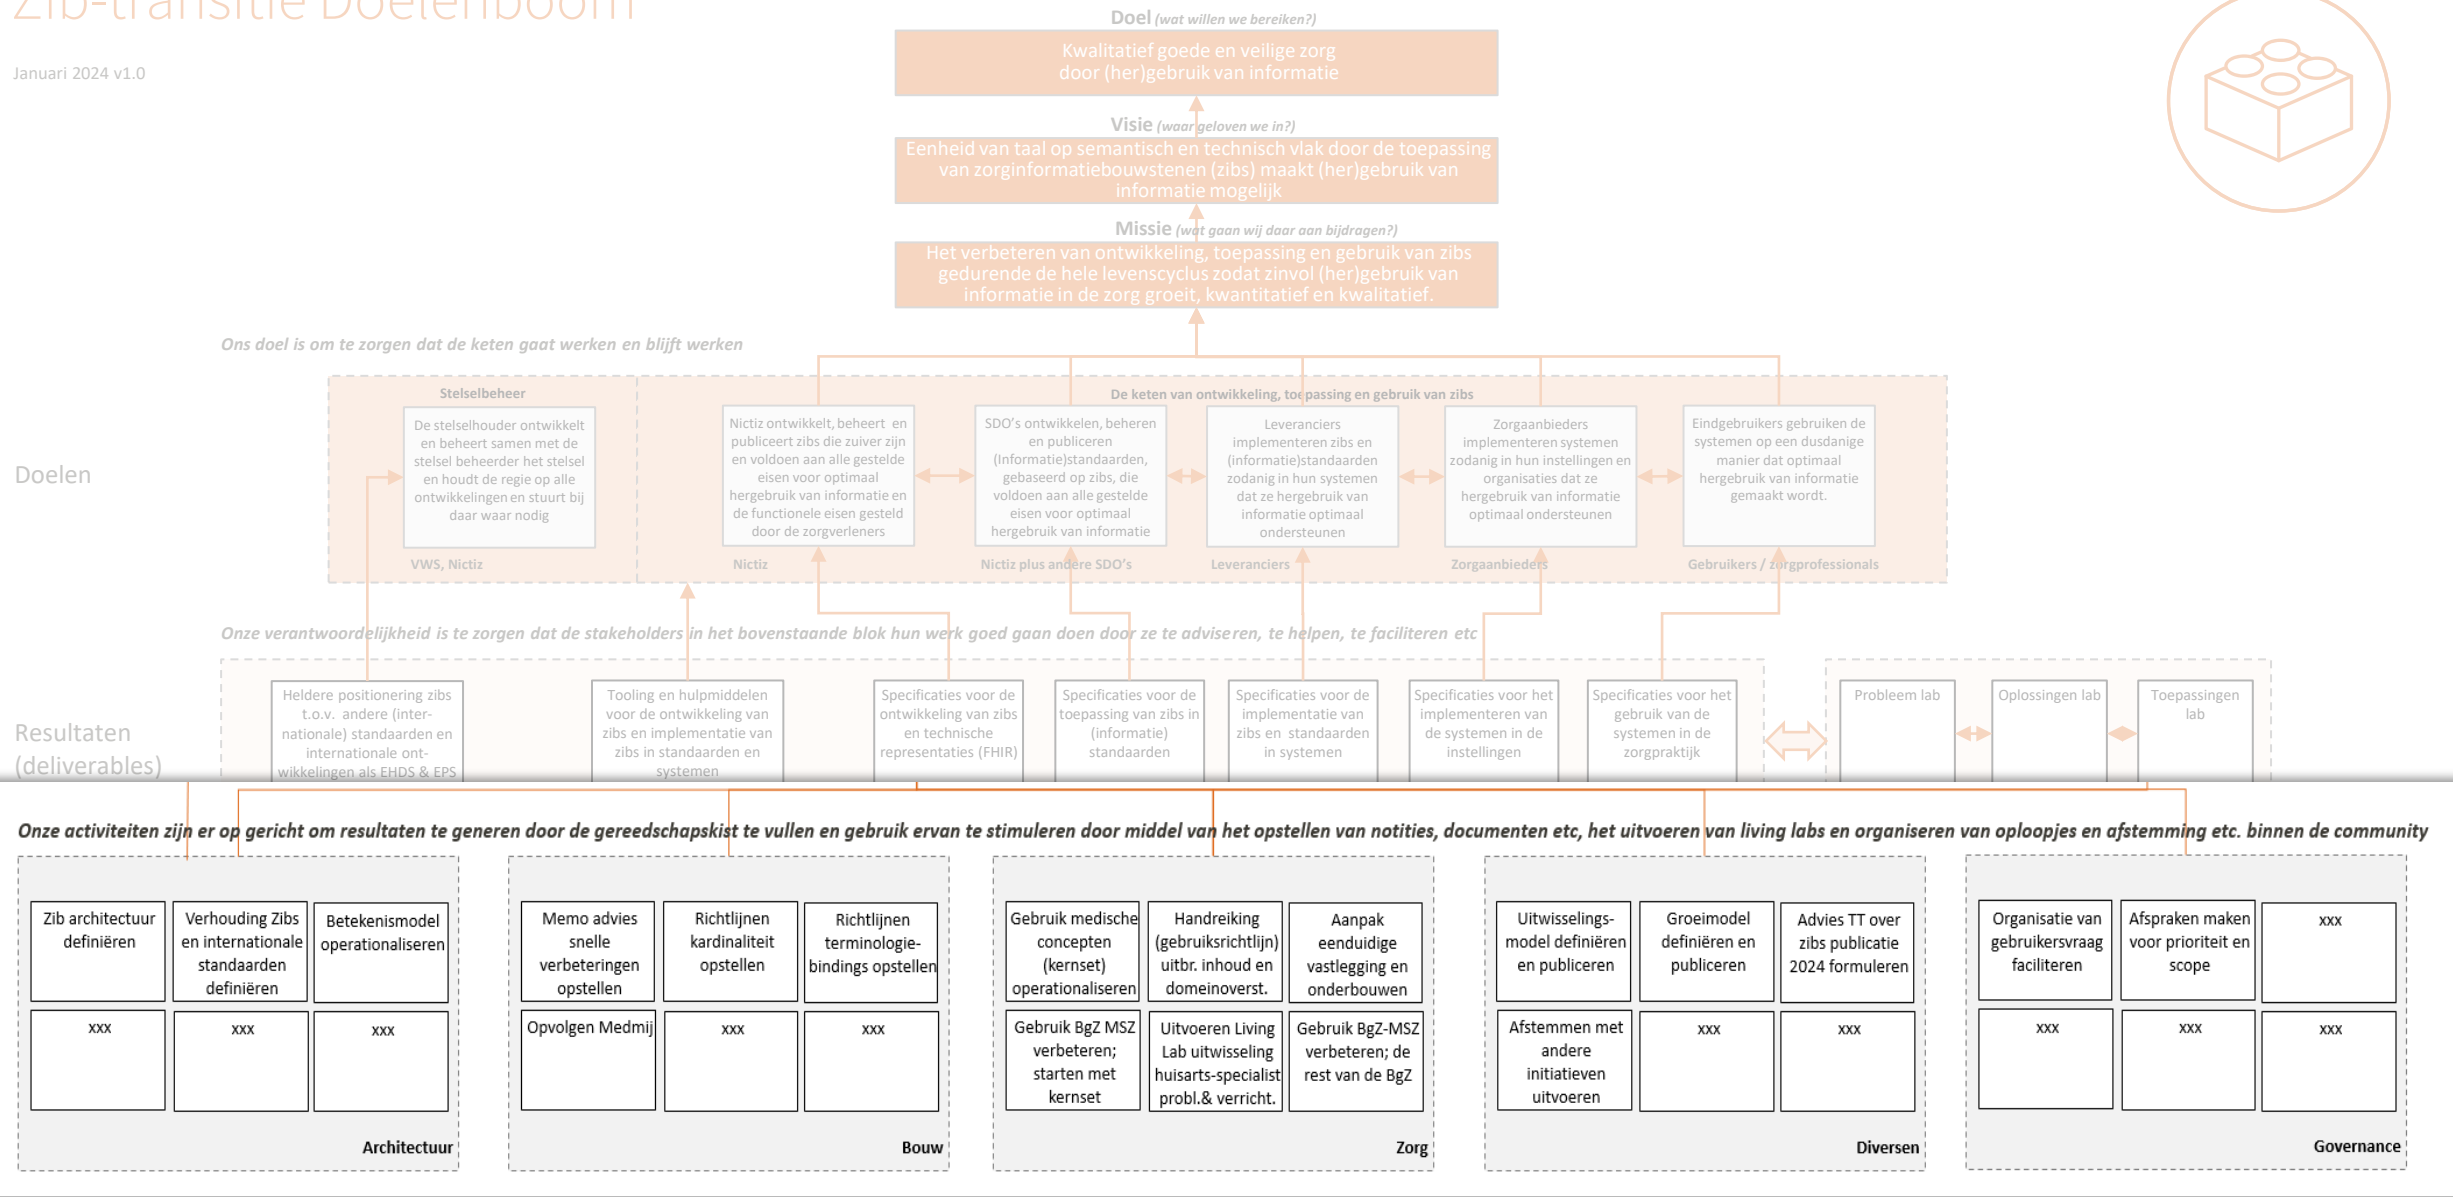 Zib-transitie Doelenboom
Januari 2024 v1.0
Doel (wat willen we bereiken?)
Kwalitatief goede en veilige zorg
door (her)gebruik van informatie
Visie (waar geloven we in?)
Eenheid van taal op semantisch en technisch vlak door de toepassing
van zorginformatiebouwstenen (zibs) maakt (her)gebruik van
informatie mogelijk
Missie (wat gaan wij daar aan bijdragen?)
Het verbeteren van ontwikkeling, toepassing en gebruik van zibs
gedurende de hele levenscyclus zodat zinvol (her)gebruik van
informatie in de zorg groeit, kwantitatief en kwalitatief.
Ons doel is om te zorgen dat de keten gaat werken en blijft werken
Doelen
Stelselbeheer
De stelselhouder ontwikkelt
en beheert samen met de
stelsel beheerder het stelsel
en houdt de regie op alle
ontwikkelingen en stuurt bij
daar waar nodig
VWS, Nictiz
De keten van ontwikkeling, toepassing en gebruik van zibs
Nictiz ontwikkelt, beheert en
publiceert zibs die zuiver zijn
en voldoen aan alle gestelde
eisen voor optimaal
hergebruik van informatie en
de functionele eisen gesteld
door de zorgverleners
Nictiz
SDO's ontwikkelen, beheren
en publiceren
(Informatie)standaarden,
gebaseerd op zibs, die
voldoen aan alle gestelde
eisen voor optimaal
hergebruik van informatie
Nictiz plus andere SDO's
Leveranciers
implementeren zibs en
(informatie)standaarden
zodanig in hun systemen
dat ze hergebruik van
informatie optimaal
ondersteunen
Leveranciers
Zorgaanbieders
implementeren systemen
zodanig in hun instellingen en
organisaties dat ze
hergebruik van informatie
optimaal ondersteunen
Zorgaanbieders
Eindgebruikers gebruiken de
systemen op een dusdanige
manier dat optimaal
hergebruik van informatie
gemaakt wordt.
Gebruikers / zorgprofessionals
Onze verantwoordelijkheid is te zorgen dat de stakeholders in het bovenstaande blok hun werk goed gaan doen door ze te adviseren, te helpen, te faciliteren etc
Resultaten
(deliverables)
Heldere positionering zibs
t.o.v. andere (inter-
nationale) standaarden en
internationale ont-
wikkelingen als EHDS & EPS
Tooling en hulpmiddelen
voor de ontwikkeling van
zibs en implementatie van
zibs in standaarden en
systemen
Specificaties voor de
ontwikkeling van zibs
en technische
representaties (FHIR)
Specificaties voor de
toepassing van zibs in
(informatie)
standaarden
Specificaties voor de
implementatie van
zibs en standaarden
in systemen
Specificaties voor het
implementeren van
de systemen in de
instellingen
Specificaties voor het
gebruik van de
systemen in de
zorgpraktijk
Probleem lab
Oplossingen lab
Toepassingen
lab
Onze activiteiten zijn er op gericht om resultaten te generen door de gereedschapskist te vullen en gebruik ervan te stimuleren door middel van het opstellen van notities, documenten etc, het uitvoeren van living labs en organiseren van oploopjes en afstemming etc. binnen de community
Zib architectuur
definiëren
Verhouding Zibs
en internationale
standaarden
definiëren
Betekenismodel
operationaliseren
xxx
xxx
xxx
Architectuur
Memo advies
snelle
verbeteringen
opstellen
Richtlijnen
kardinaliteit
opstellen
Richtlijnen
terminologie-
bindings opstellen
Opvolgen Medmij
xxx
xxx
Bouw
Gebruik medische
concepten
(kernset)
operationaliseren
Handreiking
(gebruiksrichtlijn)
uitbr. inhoud en
domeinoverst.
Aanpak
eenduidige
vastlegging en
onderbouwen
Gebruik BgZ MSZ
verbeteren;
starten met
kernset
Uitvoeren Living
Lab uitwisseling
huisarts-specialist
probl.& verricht.
Gebruik BgZ-MSZ
verbeteren; de
rest van de BgZ
Zorg
Uitwisselings-
model definiëren
en publiceren
Groeimodel
definiëren en
publiceren
Advies TT over
zibs publicatie
2024 formuleren
Afstemmen met
andere
initiatieven
uitvoeren
xxx
xxx
Diversen
Organisatie van
gebruikersvraag
faciliteren
Afspraken maken
voor prioriteit en
scope
xxx
xxx
xxx
xxx
Governance